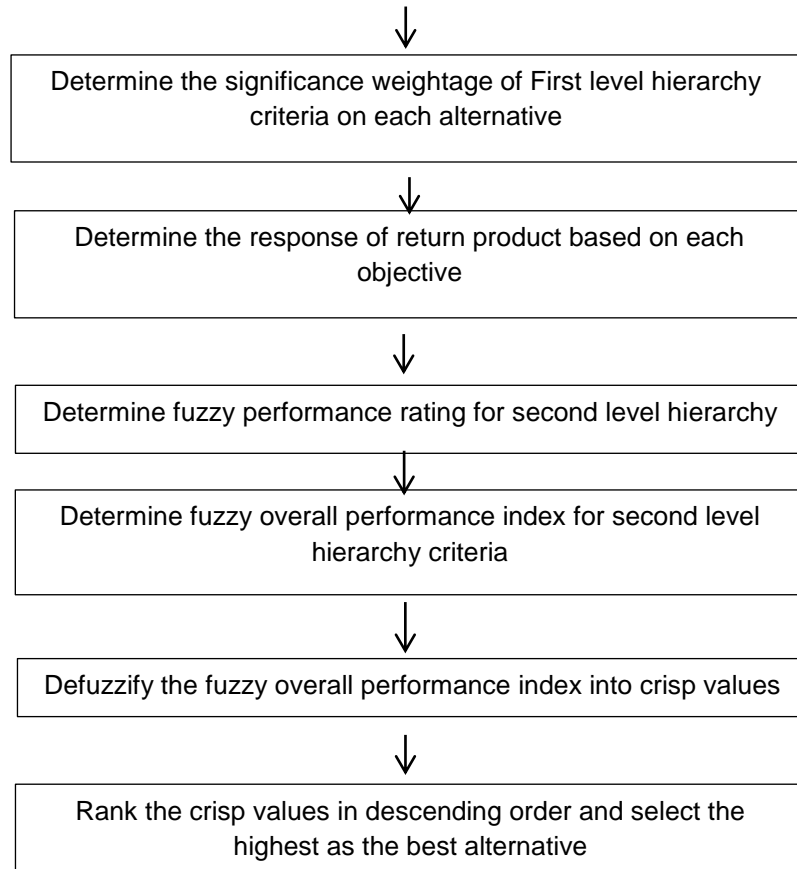 Determine the significance weightage of First level hierarchy
criteria on each alternative
Determine the response of return product based on each
objective
Determine fuzzy performance rating for second level hierarchy
Determine fuzzy overall performance index for second level
hierarchy criteria
Defuzzify the fuzzy overall performance index into crisp values
Rank the crisp values in descending order and select the
highest as the best alternative